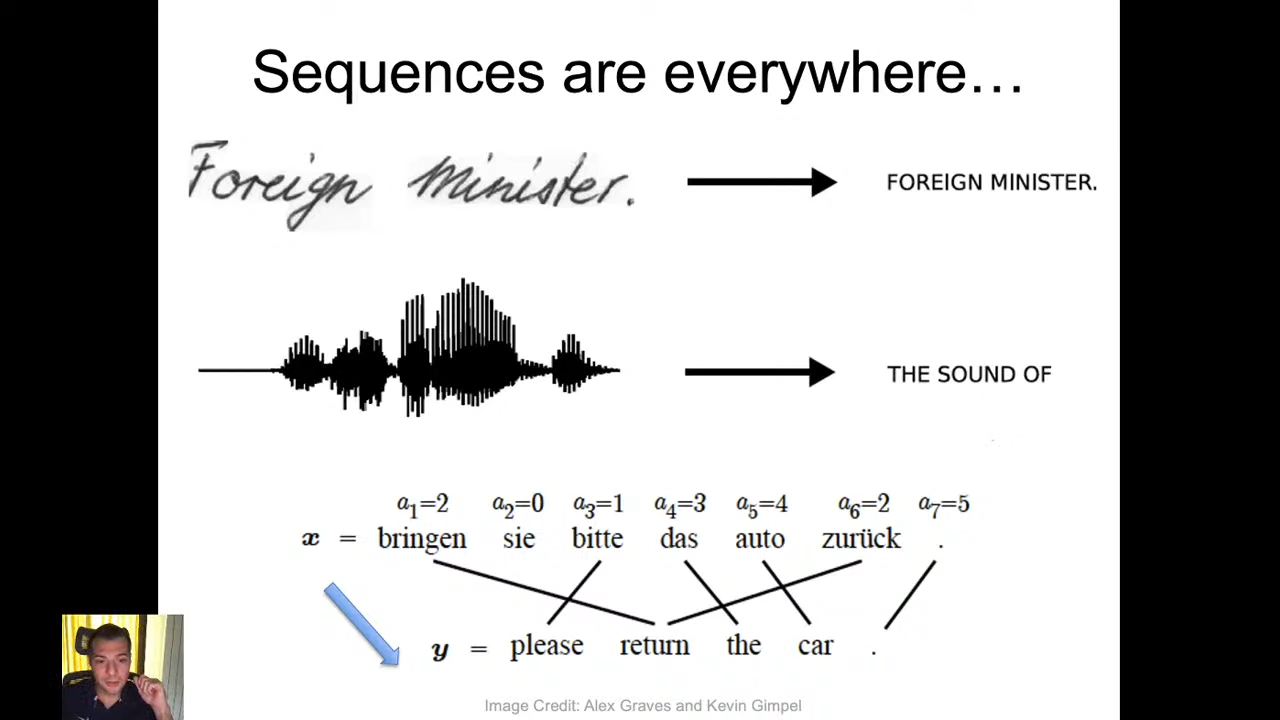 Sequences are everywhere…
Foreign Minister. FOREIGN MINISTER.
THE SOUND OF
a1=2 a2=0 a3=1 a4=3 a5=4 a6=2 a7=5
x = bringen sie bitte das auto zurück .
y = please return the car .
Image Credit: Alex Graves and Kevin Gimpel